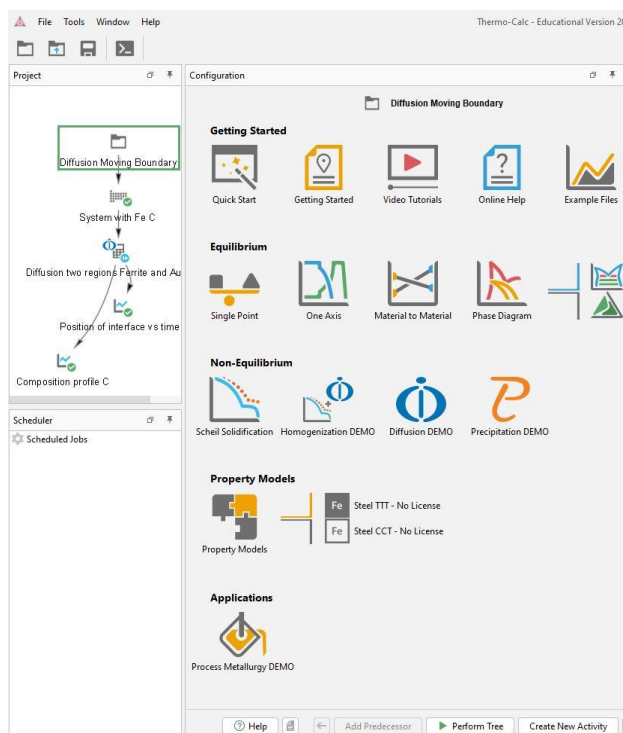 File Tools Window Help
Thermo-Calc - Educational Version 20
Project
Configuration
Diffusion Moving Boundary
System with Fe C
Diffusion two regions Ferrite and Au
Position of interface vs time
Composition profile C
Scheduler
Scheduled Jobs
Diffusion Moving Boundary
Getting Started
Quick Start
Getting Started
Video Tutorials
Online Help
Example Files
Equilibrium
Single Point
One Axis
Material to Material
Phase Diagram
Non-Equilibrium
Scheil Solidification
Homogenization DEMO
Diffusion DEMO
Precipitation DEMO
Property Models
Property Models
Fe Steel TTT - No License
Fe Steel CCT - No License
Applications
Process Metallurgy DEMO
Help
Add Predecessor
Perform Tree
Create New Activity